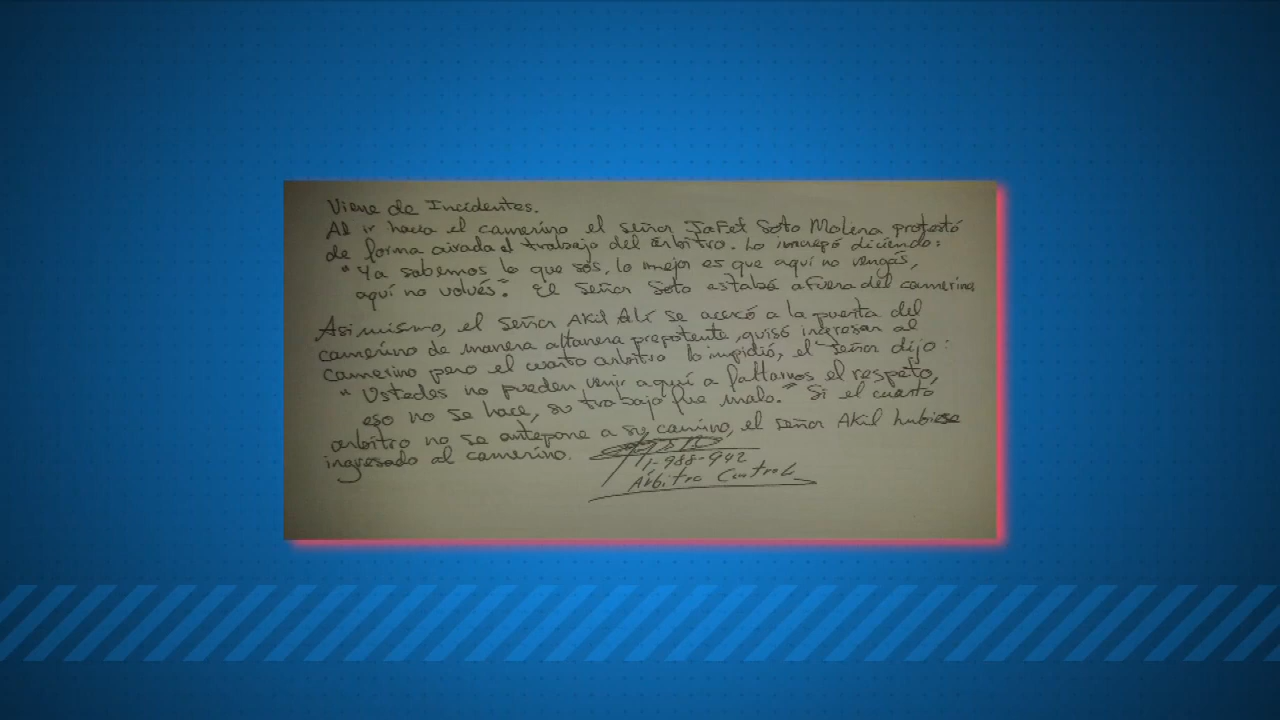 Viene de Incidentes.
Al ir hacia el camerino el señor Jafet Soto Molina protestó
de forma airada el trabajo del árbitro. Lo increpó diciendo:
"Ya sabemos lo que sós, lo mejor es que aquí no vengás,
aquí no volvés". El señor Soto estaba afuera del camerino
Asi mismo, el señor Akil Alí se acercó a la puerta del
camerino de manera altanera prepotente, quiso ingresar al
camerino pero el cuarto arbitro lo impidió, el señor dijo:
"Ustedes no pueden venir aquí a faltarnos el respeto,
eso no se hace, su trabajo fue malo." Si el cuarto
arbitro no se antepone a su camino, el señor Akil hubiese
ingresado al camerino.
1-988-942
Árbitro Central